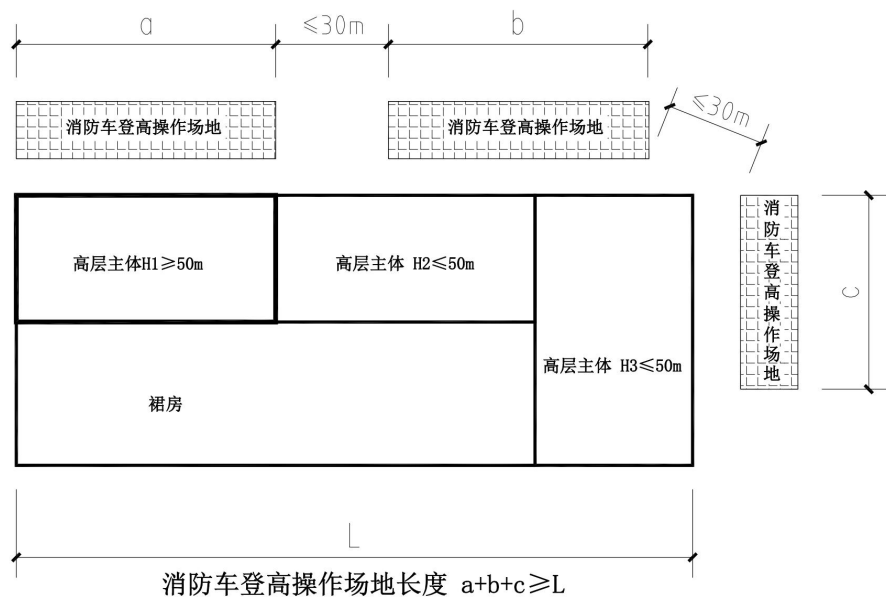 a
≤30m
b
≤30m
消防车登高操作场地
消防车登高操作场地
消防车登高操作场地
c
高层主体H1≥50m
高层主体 H2≤50m
高层主体 H3≤50m
裙房
L
消防车登高操作场地长度 a+b+c≥L